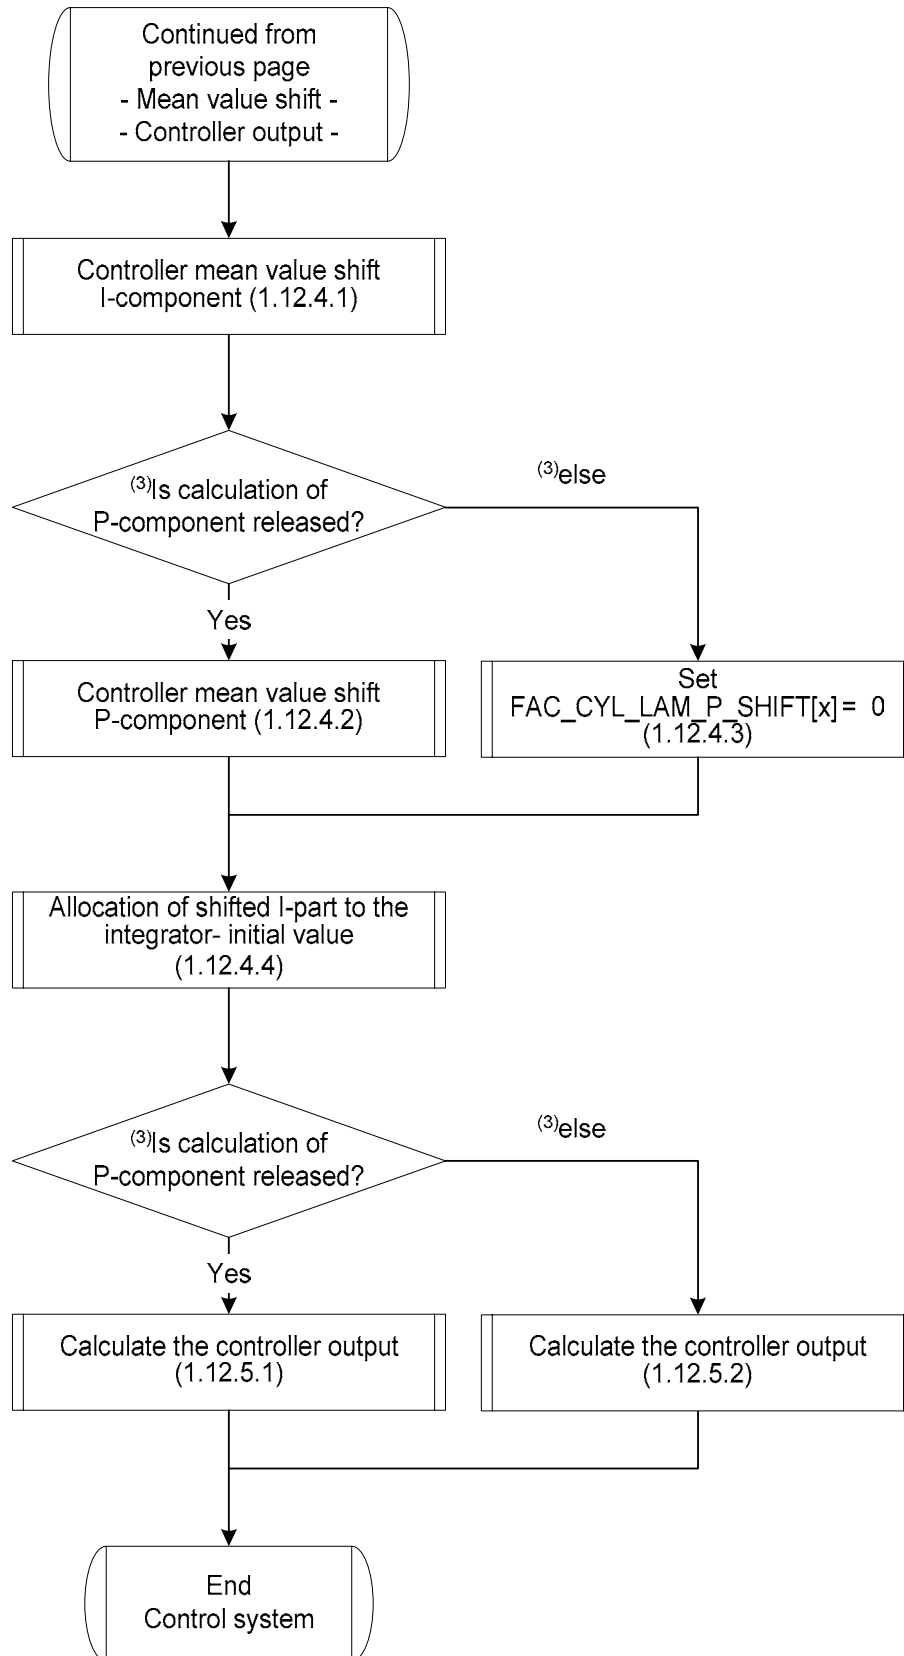 Continued from
previous page
- Mean value shift -
- Controller output -
Controller mean value shift
I-component (1.12.4.1)
(3)Is calculation of
P-component released?
(3)else
Yes
Controller mean value shift
P-component (1.12.4.2)
Set
FAC_CYL_LAM_P_SHIFT[x] = 0
(1.12.4.3)
Allocation of shifted I-part to the
integrator- initial value
(1.12.4.4)
(3)Is calculation of
P-component released?
(3)else
Yes
Calculate the controller output
(1.12.5.1)
Calculate the controller output
(1.12.5.2)
End
Control system